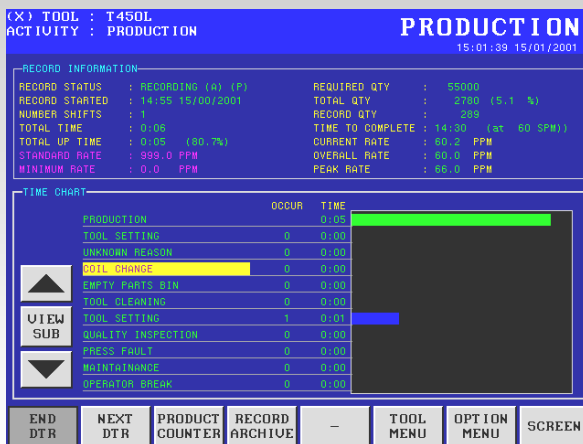 (X) TOOL : T450L
ACTIVITY : PRODUCTION
PRODUCTION
15:01:39 15/01/2001
RECORD INFORMATION
RECORD STATUS : RECORDING (A) (P)
RECORD STARTED : 14:55 15/00/2001
NUMBER SHIFTS : 1
TOTAL TIME : 0:06
TOTAL UP TIME : 0:05 (80.7%)
STANDARD RATE : 999.0 PPM
MINIMUM RATE : 0.0 PPM
REQUIRED QTY : 55000
TOTAL QTY : 2780 (5.1 %)
RECORD QTY : 289
TIME TO COMPLETE : 14:30 (at 60 SPM))
CURRENT RATE : 60.2 PPM
OVERALL RATE : 60.0 PPM
PEAK RATE : 66.0 PPM
TIME CHART
OCCUR TIME
PRODUCTION 0:05
TOOL SETTING 0 0:00
UNKNOWN REASON 0 0:00
COIL CHANGE 0 0:00
EMPTY PARTS BIN 0 0:00
TOOL CLEANING 0 0:00
TOOL SETTING 1 0:01
QUALITY INSPECTION 0 0:00
PRESS FAULT 0 0:00
MAINTAINANCE 0 0:00
OPERATOR BREAK 0 0:00
VIEW
SUB
END DTR
NEXT DTR
PRODUCT COUNTER
RECORD ARCHIVE
–
TOOL MENU
OPTION MENU
SCREEN